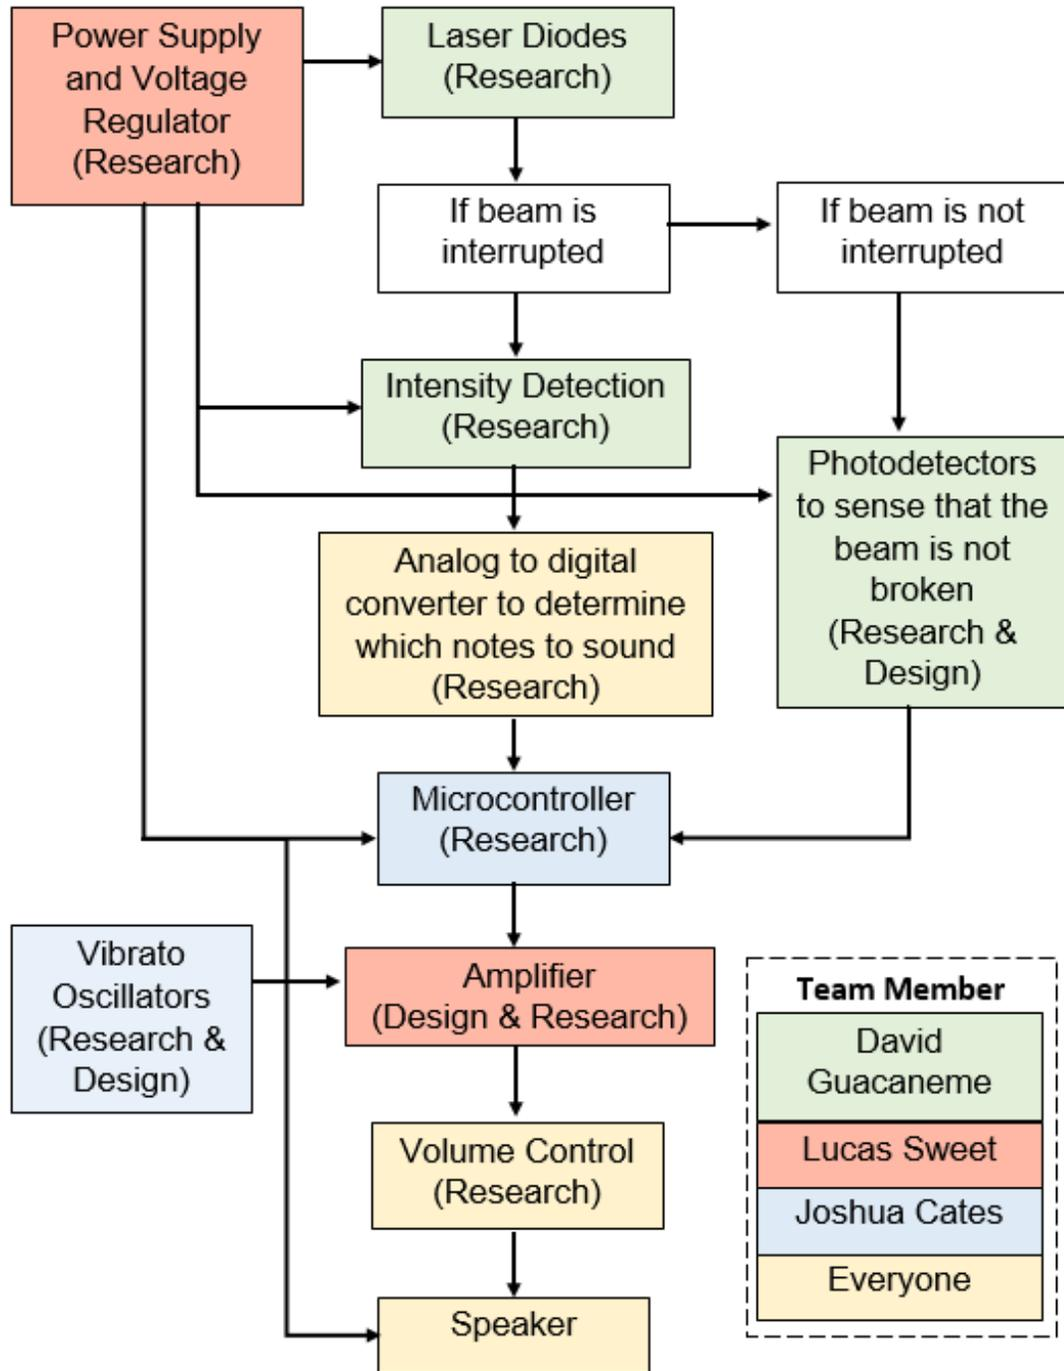 Power Supply
and Voltage
Regulator
(Research)
Laser Diodes
(Research)
If beam is
interrupted
If beam is not
interrupted
Intensity Detection
(Research)
Photodetectors
to sense that the
beam is not
broken
(Research &
Design)
Analog to digital
converter to determine
which notes to sound
(Research)
Microcontroller
(Research)
Vibrato
Oscillators
(Research &
Design)
Amplifier
(Design & Research)
Volume Control
(Research)
Speaker
Team Member
David
Guacaneme
Lucas Sweet
Joshua Cates
Everyone